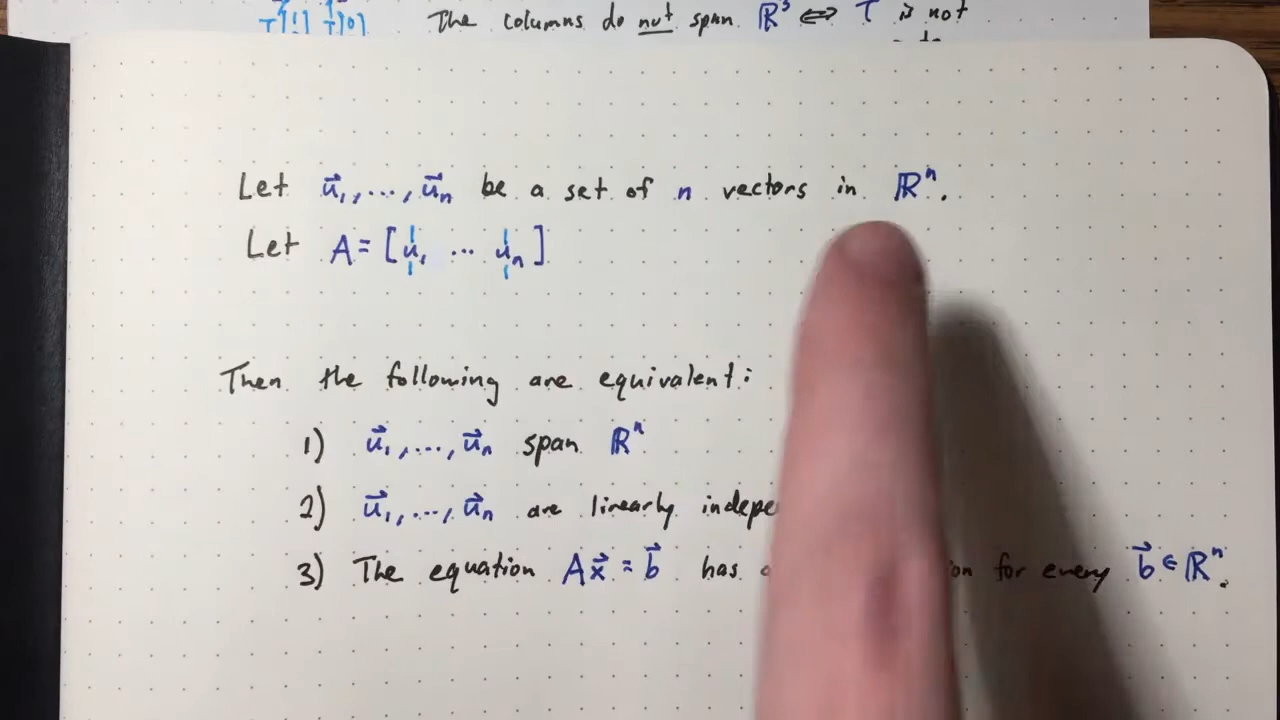 The columns do not span ℝ³ ⇔ T is not
Let u⃗₁,...,u⃗ₙ be a set of n vectors in ℝⁿ.
Let A = [u₁ ... uₙ]
Then the following are equivalent:
1) u⃗₁,...,u⃗ₙ span ℝⁿ
2) u⃗₁,...,u⃗ₙ are linearly indepe
3) The equation Ax⃗ = b⃗ has on for every b⃗ ∈ ℝⁿ.